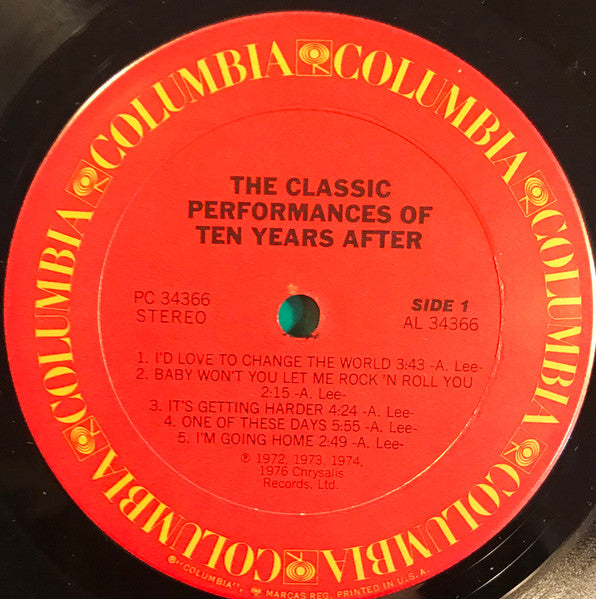 COLUMBIA COLUMBIA COLUMBIA COLUMBIA COLUMBIA COLUMBIA
THE CLASSIC
PERFORMANCES OF
TEN YEARS AFTER
PC 34366
STEREO
SIDE 1
AL 34366
1. I'D LOVE TO CHANGE THE WORLD 3:43 -A. Lee-
2. BABY WON'T YOU LET ME ROCK 'N ROLL YOU
2:15 -A. Lee-
3. IT'S GETTING HARDER 4:24 -A. Lee-
4. ONE OF THESE DAYS 5:55 -A. Lee-
5. I'M GOING HOME 2:49 -A. Lee-
℗ 1972, 1973, 1974,
1976 Chrysalis
Records, Ltd.
"COLUMBIA", MARCAS REG. PRINTED IN U.S.A.